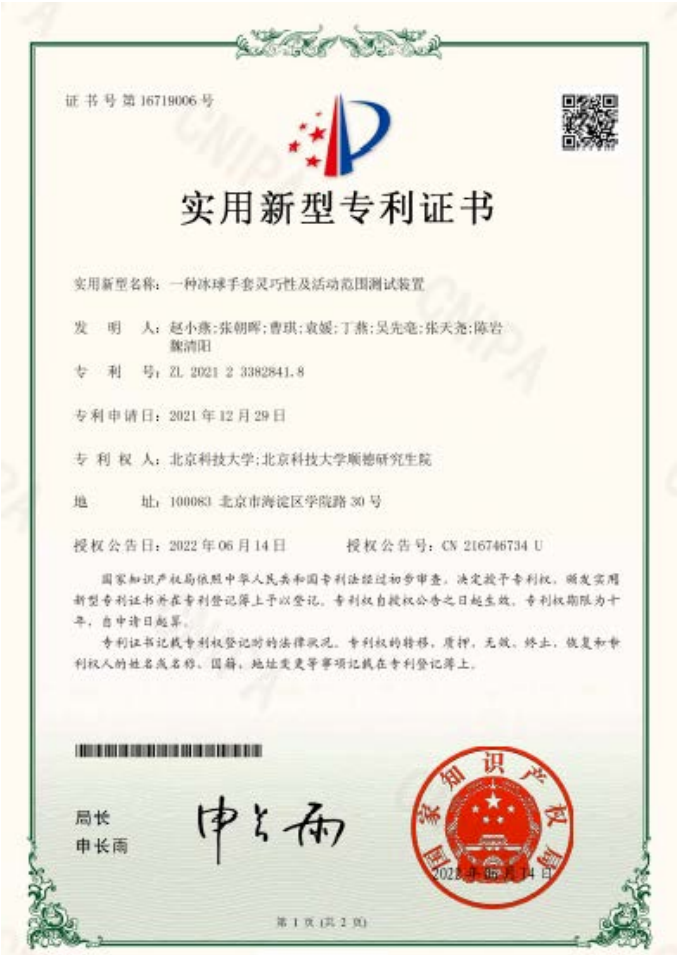 证书号第16719006号
实用新型专利证书
实用新型名称：一种冰球手套灵巧性及活动范围测试装置
发明人：赵小燕;张朝晖;曹琪;袁媛;丁燕;吴先亳;张天尧;陈岩
魏清阳
专利号：ZL 2021 2 3382841.8
专利申请日：2021年12月29日
专利权人：北京科技大学;北京科技大学顺德研究生院
地址：100083 北京市海淀区学院路30号
授权公告日：2022年06月14日 授权公告号：CN 216746734 U
国家知识产权局依照中华人民共和国专利法经过初步审查，决定授予专利权，颁发实用
新型专利证书并在专利登记簿上予以登记。专利权自授权公告之日起生效。专利权期限为十
年，自申请日起算。
专利证书记载专利权登记时的法律状况。专利权的转移、质押、无效、终止、恢复和专
利权人的姓名或名称、国籍、地址变更等事项记载在专利登记簿上。
局长
申长雨
申长雨
国家知识产权局
2022年06月14日
第1页(共2页)
CNIPA
CNIPA
CNIPA